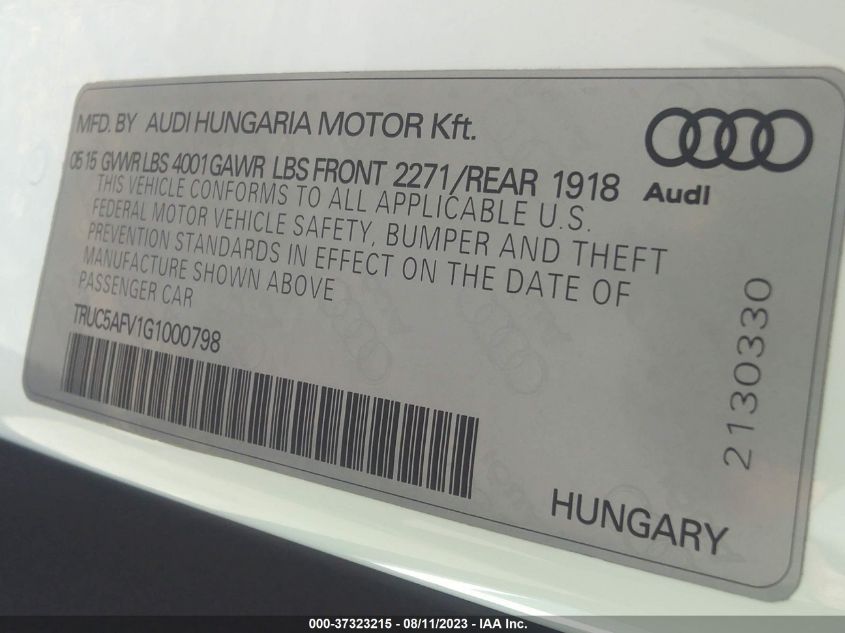 MFD. BY AUDI HUNGARIA MOTOR Kft.
05 15 GVWR LBS 4001 GAWR LBS FRONT 2271/REAR 1918
THIS VEHICLE CONFORMS TO ALL APPLICABLE U.S.
FEDERAL MOTOR VEHICLE SAFETY, BUMPER AND THEFT
PREVENTION STANDARDS IN EFFECT ON THE DATE OF
MANUFACTURE SHOWN ABOVE
PASSENGER CAR
TRUC5AFV1G1000798
Audi
2130330
HUNGARY
000-37323215 - 08/11/2023 - IAA Inc.